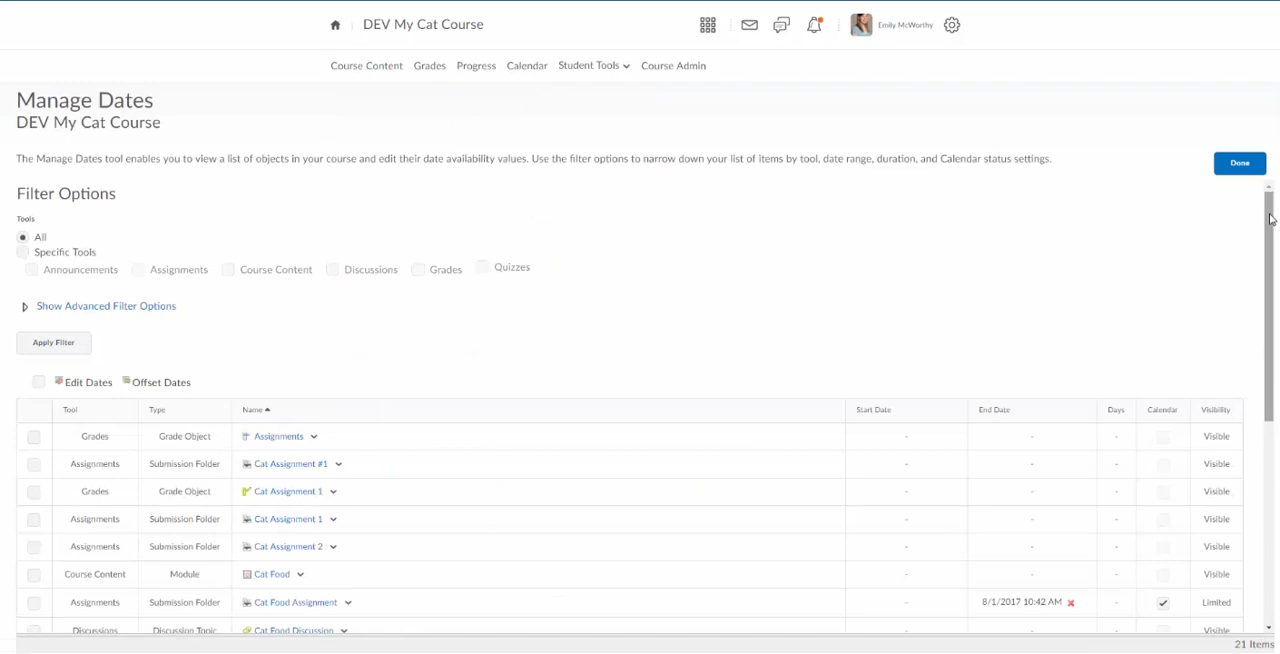 DEV My Cat Course
Emily McWorthy
Course Content Grades Progress Calendar Student Tools Course Admin
Manage Dates
DEV My Cat Course
The Manage Dates tool enables you to view a list of objects in your course and edit their date availability values. Use the filter options to narrow down your list of items by tool, date range, duration, and Calendar status settings.
Done
Filter Options
Tools
All
Specific Tools
Announcements Assignments Course Content Discussions Grades Quizzes
Show Advanced Filter Options
Apply Filter
Edit Dates Offset Dates
Tool Type Name Start Date End Date Days Calendar Visibility
Grades Grade Object Assignments - - - Visible
Assignments Submission Folder Cat Assignment #1 - - - Visible
Grades Grade Object Cat Assignment 1 - - - Visible
Assignments Submission Folder Cat Assignment 1 - - - Visible
Assignments Submission Folder Cat Assignment 2 - - - Visible
Course Content Module Cat Food - - - Visible
Assignments Submission Folder Cat Food Assignment - 8/1/2017 10:42 AM - Limited
Discussions Discussion Topic Cat Food Discussion - - - Visible
21 Items